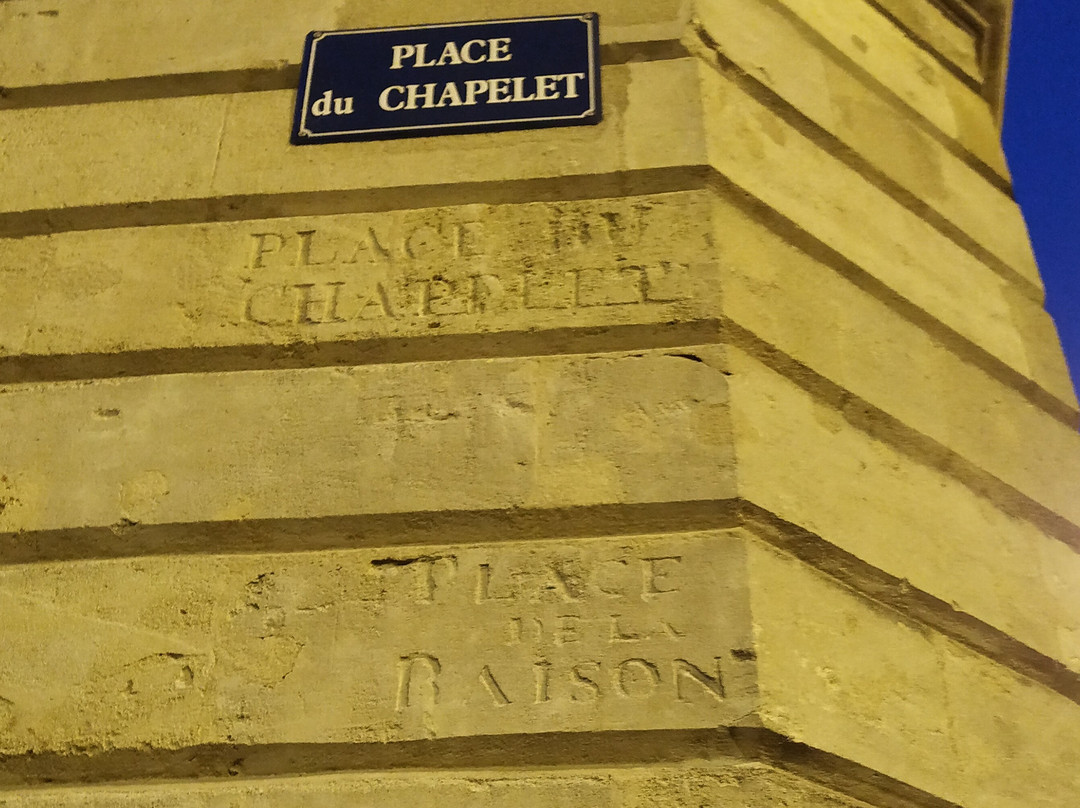 PLACE
du CHAPELET
PLACE DU
CHAPELET
PLACE
DE LA
RAISON